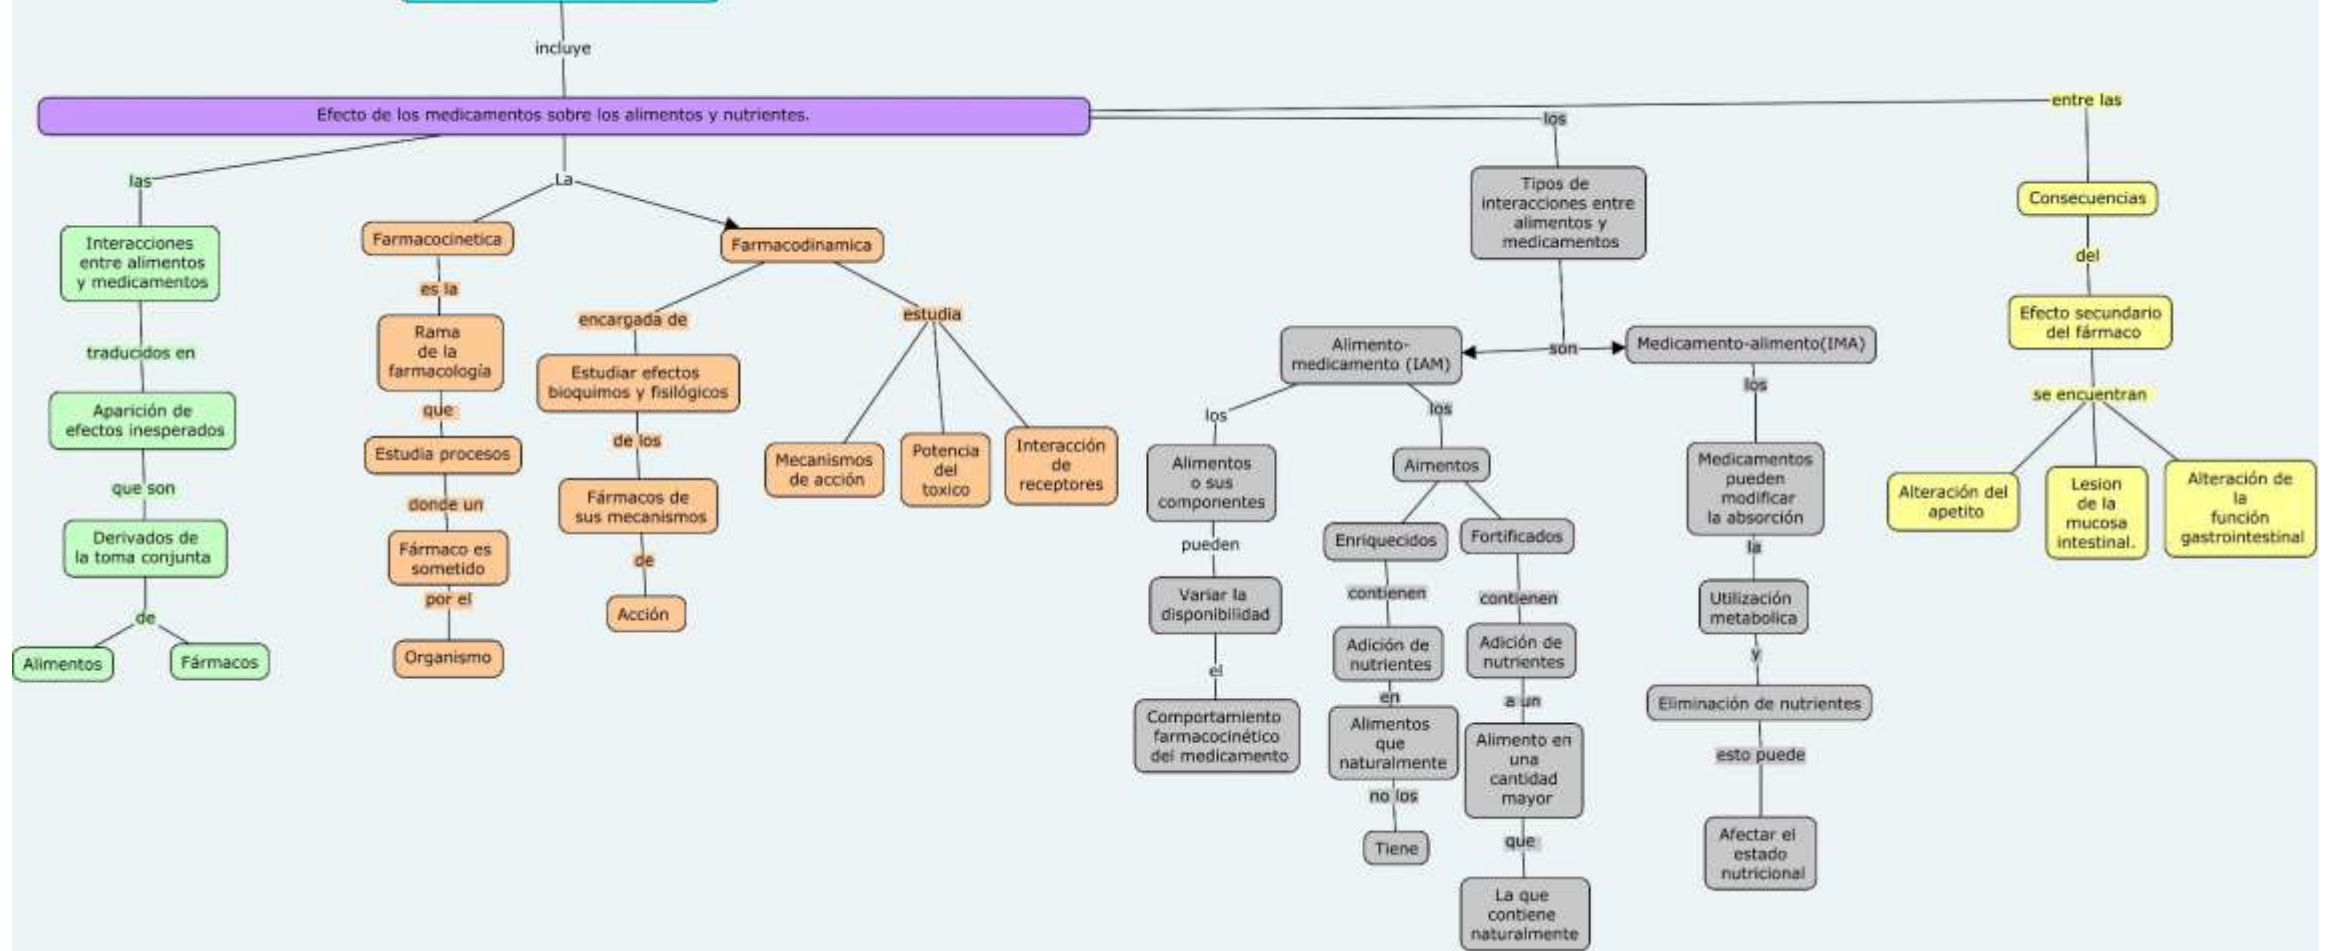 incluye
Efecto de los medicamentos sobre los alimentos y nutrientes.
las
Interacciones
entre alimentos
y medicamentos
traducidos en
Aparición de
efectos inesperados
que son
Derivados de
la toma conjunta
de
Alimentos
Fármacos
La
Farmacocinetica
es la
Rama
de la
farmacología
que
Estudia procesos
donde un
Fármaco es
sometido
por el
Organismo
Farmacodinamica
encargada de
Estudiar efectos
bioquimos y fisilógicos
de los
Fármacos de
sus mecanismos
de
Acción
estudia
Mecanismos
de acción
Potencia
del
toxico
Interacción
de
receptores
los
Tipos de
interacciones entre
alimentos y
medicamentos
son
Alimento-
medicamento (IAM)
los
Alimentos
o sus
componentes
pueden
Variar la
disponibilidad
el
Comportamiento
farmacocinético
del medicamento
los
Aimentos
Enriquecidos
contienen
Adición de
nutrientes
en
Alimentos
que
naturalmente
no los
Tiene
Fortificados
contienen
Adición de
nutrientes
a un
Alimento en
una
cantidad
mayor
que
La que
contiene
naturalmente
Medicamento-alimento(IMA)
los
Medicamentos
pueden
modificar
la absorción
la
Utilización
metabolica
y
Eliminación de nutrientes
esto puede
Afectar el
estado
nutricional
entre las
Consecuencias
del
Efecto secundario
del fármaco
se encuentran
Alteración del
apetito
Lesion
de la
mucosa
intestinal.
Alteración de
la
función
gastrointestinal